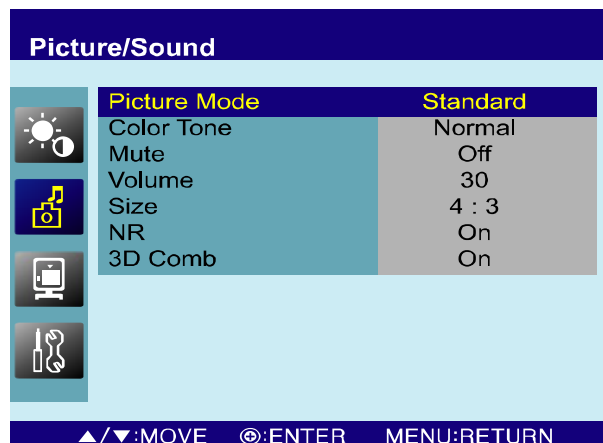 Picture/Sound
Picture Mode Standard
Color Tone Normal
Mute Off
Volume 30
Size 4 : 3
NR On
3D Comb On
▲/▼:MOVE ⊙:ENTER MENU:RETURN